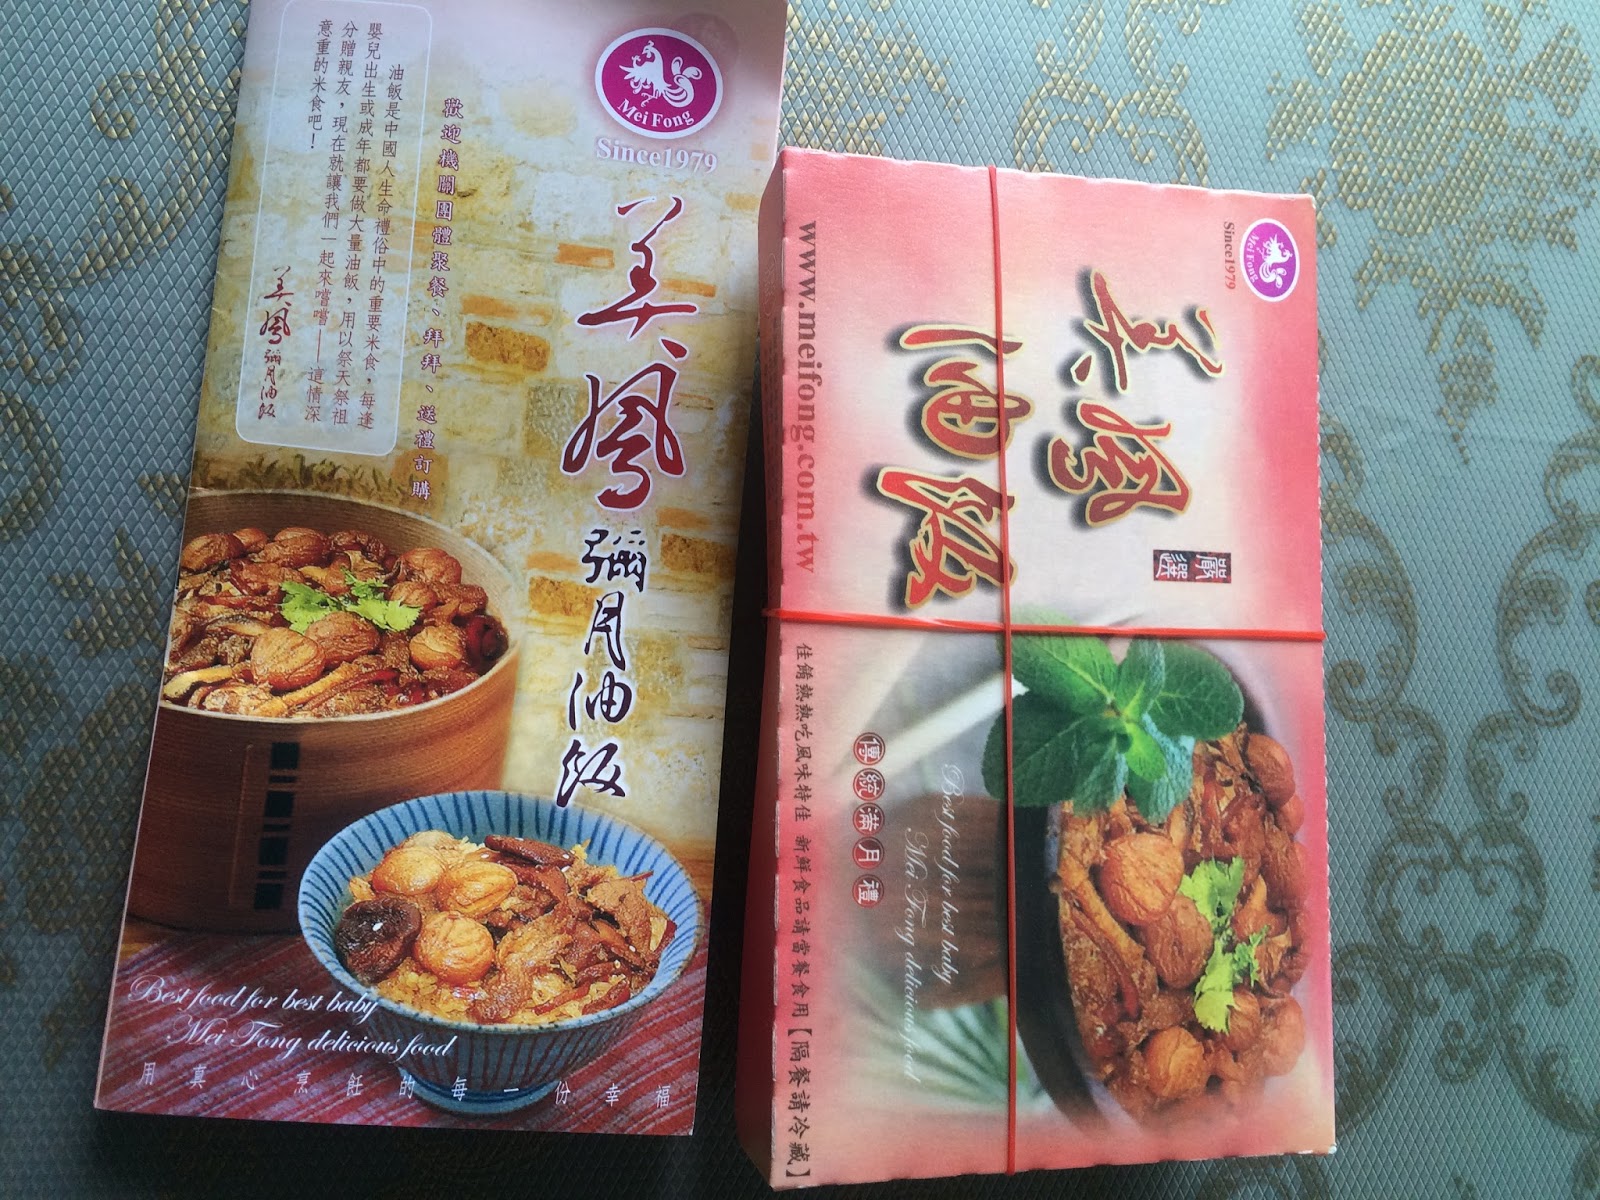 Mei Fong
Since1979
美鳳
彌月油飯
歡迎機關團體聚餐、拜拜、送禮訂購
油飯是中國人生命禮俗中的重要米食，每逢
嬰兒出生或成年都要做大量油飯，用以祭天祭祖
分贈親友，現在就讓我們一起來嚐嚐——這情深
意重的米食吧！
美鳳彌月油飯
Best food for best baby
Mei Fong delicious food
用真心烹飪的每一份幸福
Mei Fong
Since1979
美鳳
油飯
嚴選
www.meifong.com.tw
傳統滿月禮
Best food for best baby
Mei Fong delicious food
佳餚熱熱吃風味特佳 新鮮食品請當餐食用【隔餐請冷藏】